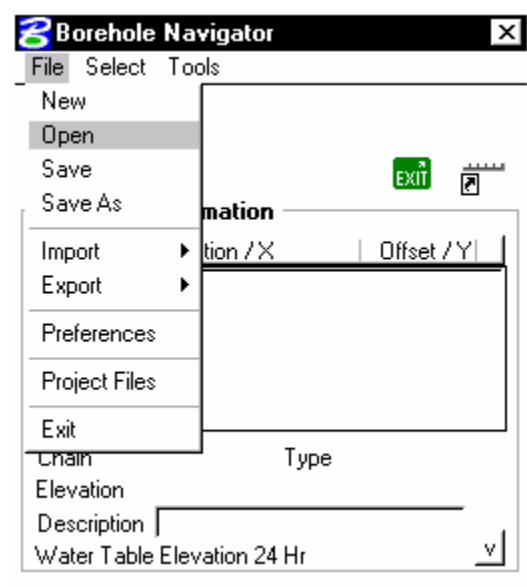 Borehole Navigator
File Select Tools
New
Open
Save
Save As
EXIT
mation
Import
tion / X Offset / Y
Export
Preferences
Project Files
Exit
Chain Type
Elevation
Description
Water Table Elevation 24 Hr V